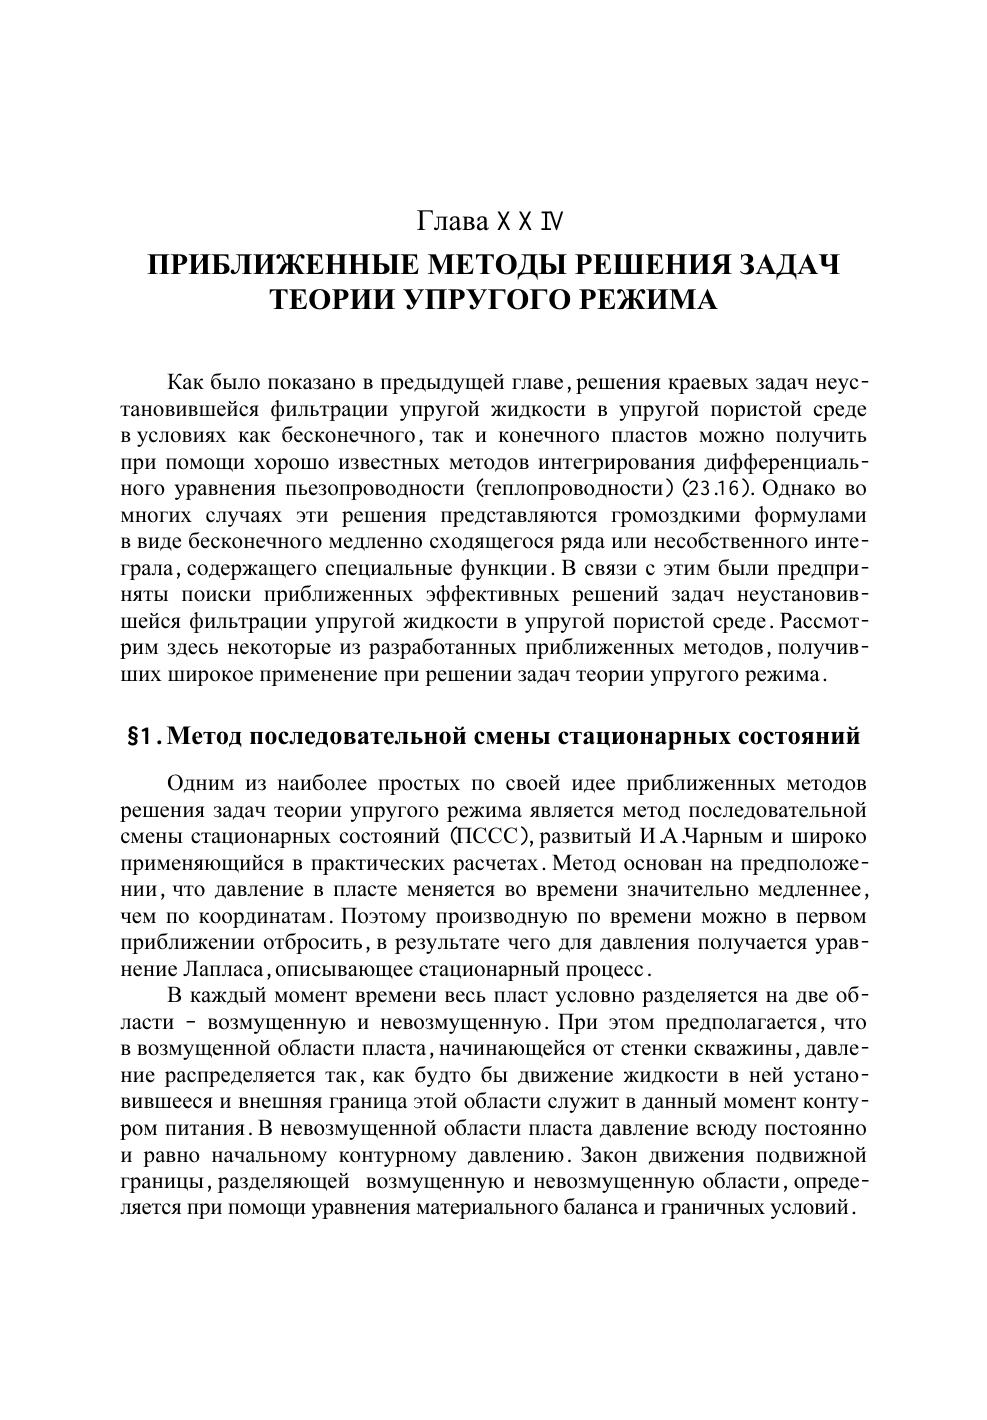 Глава XXIV
ПРИБЛИЖЕННЫЕ МЕТОДЫ РЕШЕНИЯ ЗАДАЧ
ТЕОРИИ УПРУГОГО РЕЖИМА
Как было показано в предыдущей главе, решения краевых задач неус-
тановившейся фильтрации упругой жидкости в упругой пористой среде
в условиях как бесконечного, так и конечного пластов можно получить
при помощи хорошо известных методов интегрирования дифференциаль-
ного уравнения пьезопроводности (теплопроводности) (23.16). Однако во
многих случаях эти решения представляются громоздкими формулами
в виде бесконечного медленно сходящегося ряда или несобственного инте-
грала, содержащего специальные функции. В связи с этим были предпри-
няты поиски приближенных эффективных решений задач неустановив-
шейся фильтрации упругой жидкости в упругой пористой среде. Рассмот-
рим здесь некоторые из разработанных приближенных методов, получив-
ших широкое применение при решении задач теории упругого режима.
§1. Метод последовательной смены стационарных состояний
Одним из наиболее простых по своей идее приближенных методов
решения задач теории упругого режима является метод последовательной
смены стационарных состояний (ПССС), развитый И.А.Чарным и широко
применяющийся в практических расчетах. Метод основан на предположе-
нии, что давление в пласте меняется во времени значительно медленнее,
чем по координатам. Поэтому производную по времени можно в первом
приближении отбросить, в результате чего для давления получается урав-
нение Лапласа, описывающее стационарный процесс.
В каждый момент времени весь пласт условно разделяется на две об-
ласти – возмущенную и невозмущенную. При этом предполагается, что
в возмущенной области пласта, начинающейся от стенки скважины, давле-
ние распределяется так, как будто бы движение жидкости в ней устано-
вившееся и внешняя граница этой области служит в данный момент конту-
ром питания. В невозмущенной области пласта давление всюду постоянно
и равно начальному контурному давлению. Закон движения подвижной
границы, разделяющей возмущенную и невозмущенную области, опреде-
ляется при помощи уравнения материального баланса и граничных условий.